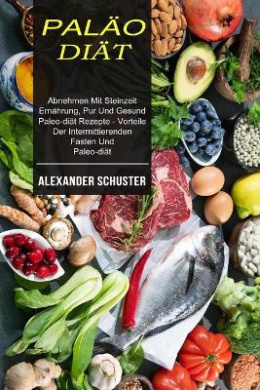 PALÄO
DIÄT
Abnehmen Mit Steinzeit
Ernährung, Pur Und Gesund
Paleo-diät Rezepte - Vorteile
Der Intermittierenden
Fasten Und
Paleo-diät
ALEXANDER SCHUSTER